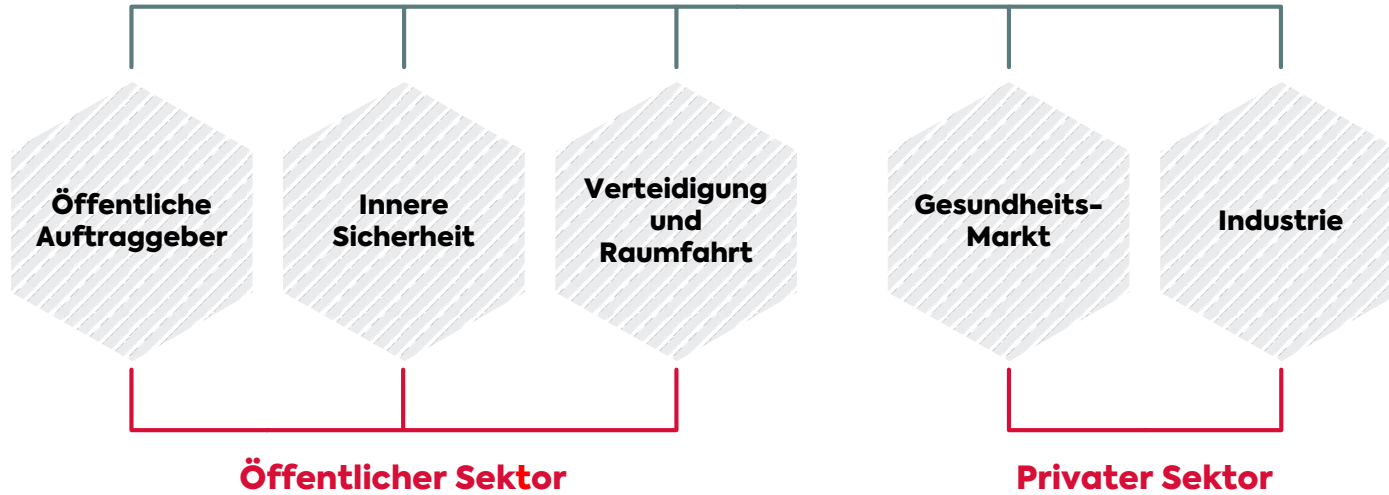 Öffentliche
Auftraggeber
Innere
Sicherheit
Verteidigung
und
Raumfahrt
Gesundheits-
Markt
Industrie
Öffentlicher Sektor
Privater Sektor